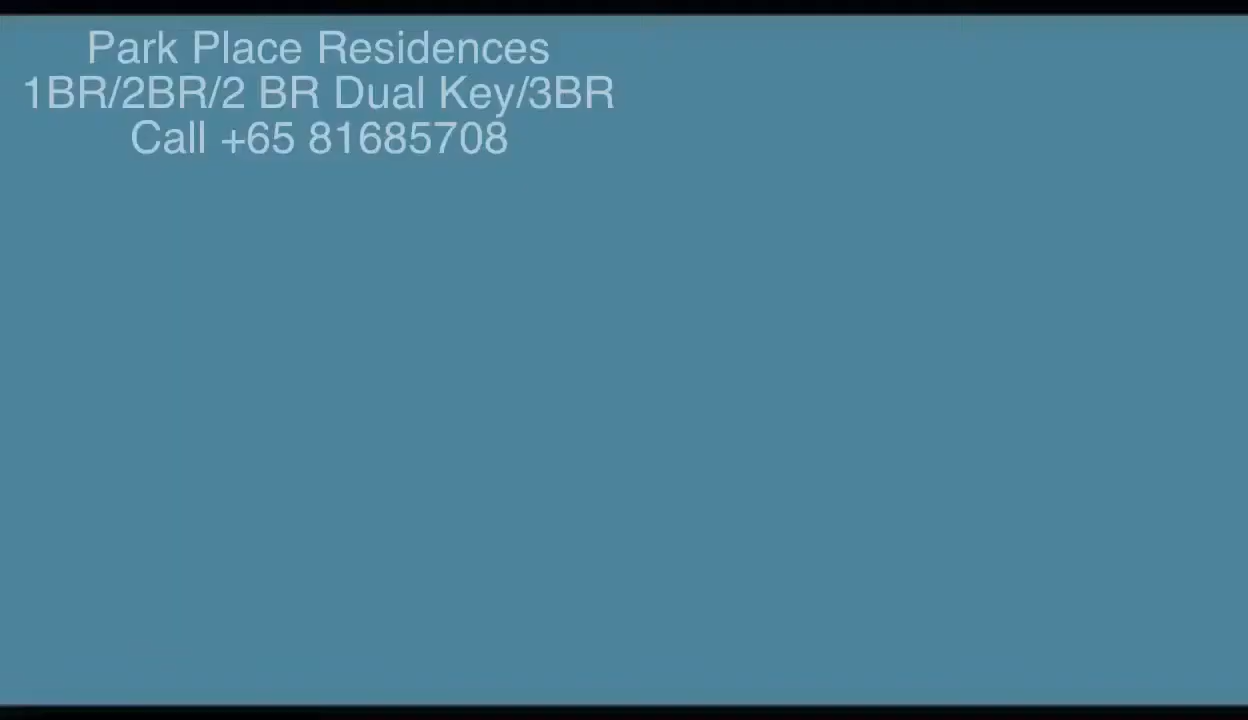 Park Place Residences
1BR/2BR/2 BR Dual Key/3BR
Call +65 81685708